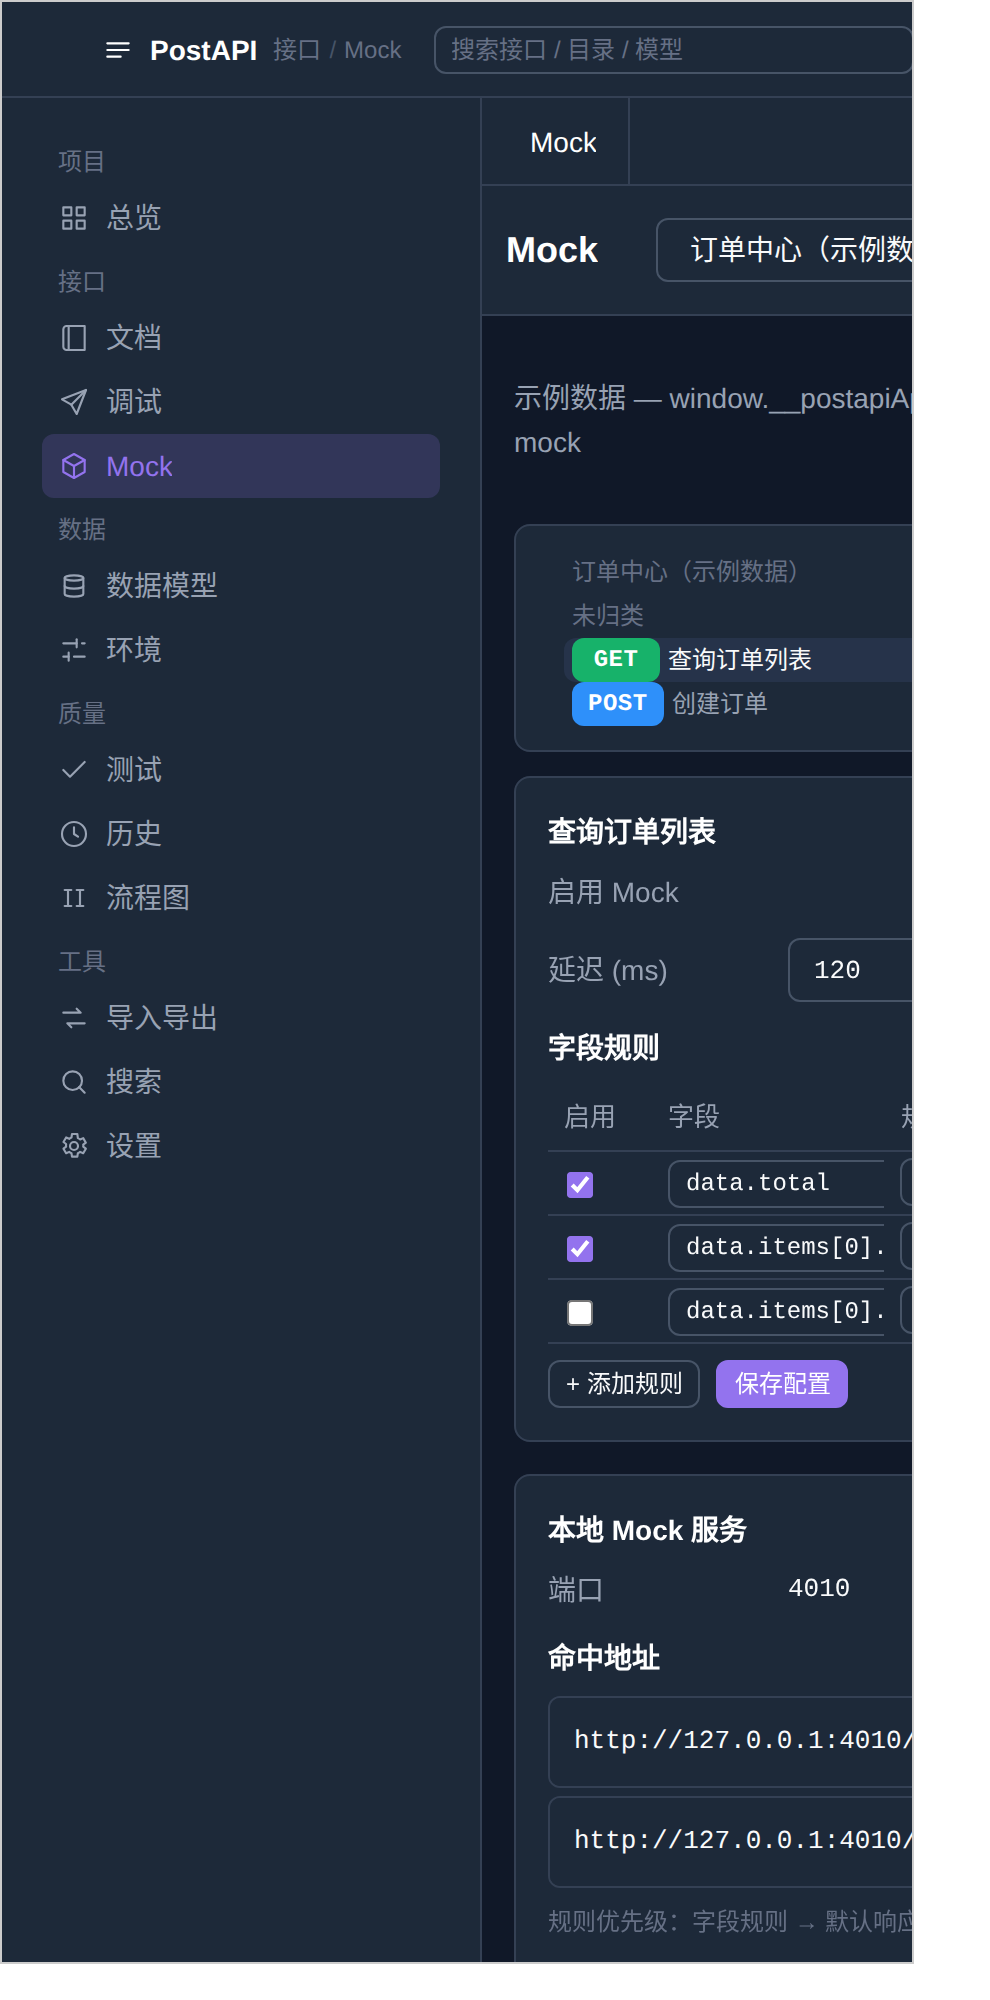 PostAPI 接口 / Mock 搜索接口 / 目录 / 模型
项目
总览
接口
文档
调试
Mock
数据
数据模型
环境
质量
测试
历史
流程图
工具
导入导出
搜索
设置
Mock
Mock 订单中心（示例数
示例数据 — window.__postapiA
mock
订单中心（示例数据）
未归类
GET 查询订单列表
POST 创建订单
查询订单列表
启用 Mock
延迟 (ms) 120
字段规则
启用 字段
data.total
data.items[0].
data.items[0].
+ 添加规则 保存配置
本地 Mock 服务
端口 4010
命中地址
http://127.0.0.1:4010/
http://127.0.0.1:4010/
规则优先级：字段规则 → 默认响应